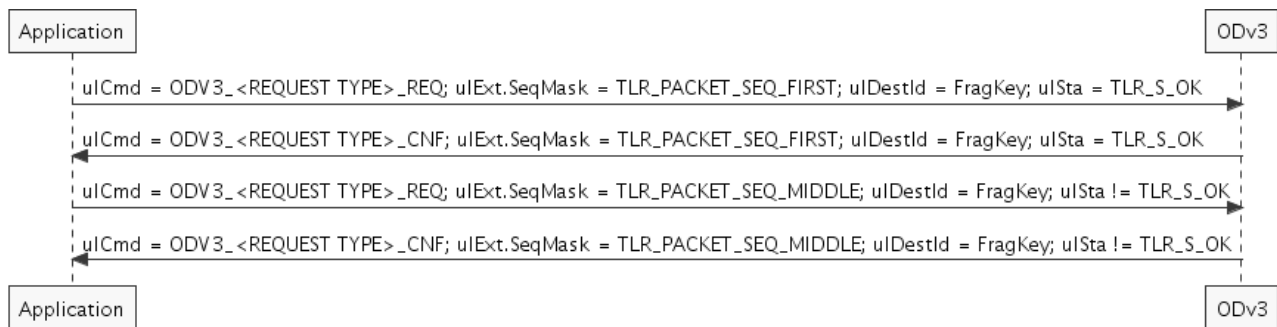 Application ODv3
ulCmd = ODV3_<REQUEST TYPE>_REQ; ulExt.SeqMask = TLR_PACKET_SEQ_FIRST; ulDestId = FragKey; ulSta = TLR_S_OK
ulCmd = ODV3_<REQUEST TYPE>_CNF; ulExt.SeqMask = TLR_PACKET_SEQ_FIRST; ulDestId = FragKey; ulSta = TLR_S_OK
ulCmd = ODV3_<REQUEST TYPE>_REQ; ulExt.SeqMask = TLR_PACKET_SEQ_MIDDLE; ulDestId = FragKey; ulSta != TLR_S_OK
ulCmd = ODV3_<REQUEST TYPE>_CNF; ulExt.SeqMask = TLR_PACKET_SEQ_MIDDLE; ulDestId = FragKey; ulSta != TLR_S_OK
Application ODv3